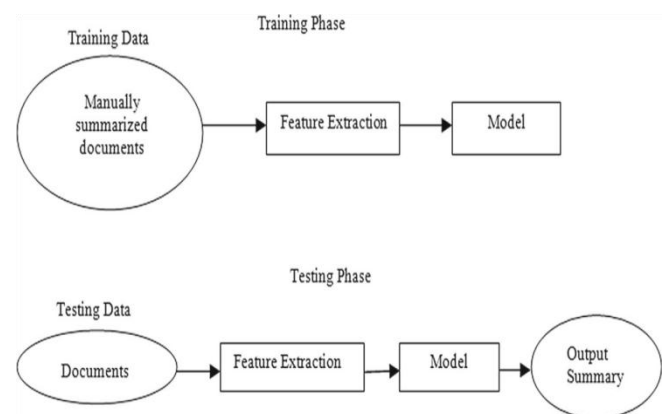 Training Phase
Training Data
Manually
summarized
documents
Feature Extraction
Model
Testing Phase
Testing Data
Documents
Feature Extraction
Model
Output
Summary